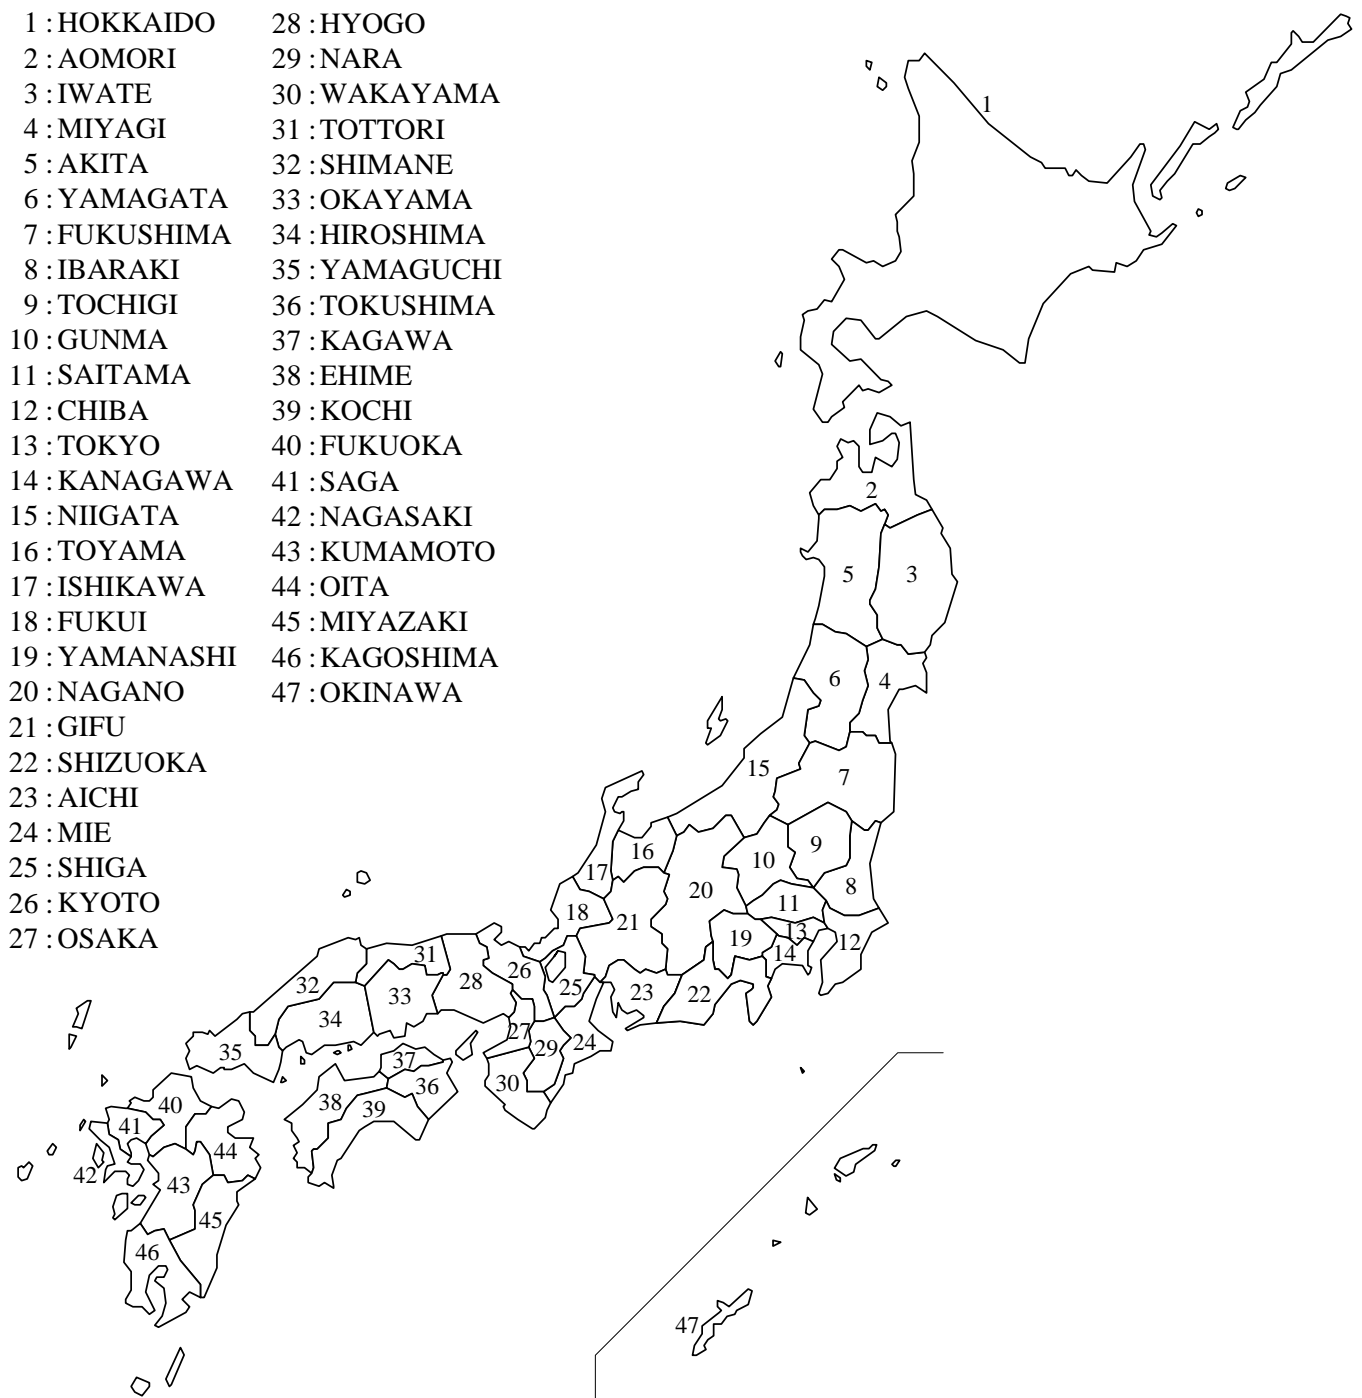 1 : HOKKAIDO
2 : AOMORI
3 : IWATE
4 : MIYAGI
5 : AKITA
6 : YAMAGATA
7 : FUKUSHIMA
8 : IBARAKI
9 : TOCHIGI
10 : GUNMA
11 : SAITAMA
12 : CHIBA
13 : TOKYO
14 : KANAGAWA
15 : NIIGATA
16 : TOYAMA
17 : ISHIKAWA
18 : FUKUI
19 : YAMANASHI
20 : NAGANO
21 : GIFU
22 : SHIZUOKA
23 : AICHI
24 : MIE
25 : SHIGA
26 : KYOTO
27 : OSAKA
28 : HYOGO
29 : NARA
30 : WAKAYAMA
31 : TOTTORI
32 : SHIMANE
33 : OKAYAMA
34 : HIROSHIMA
35 : YAMAGUCHI
36 : TOKUSHIMA
37 : KAGAWA
38 : EHIME
39 : KOCHI
40 : FUKUOKA
41 : SAGA
42 : NAGASAKI
43 : KUMAMOTO
44 : OITA
45 : MIYAZAKI
46 : KAGOSHIMA
47 : OKINAWA
1
2
3
4
5
6
7
8
9
10
11
12
13
14
15
16
17
18
19
20
21
22
23
24
25
26
27
28
29
30
31
32
33
34
35
36
37
38
39
40
41
42
43
44
45
46
47